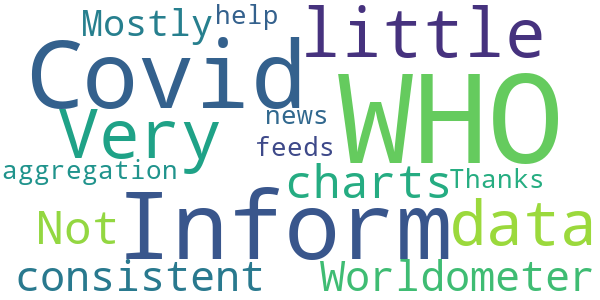 Mostly help
Covid little
WHO
Very news
feeds
aggregation charts Thanks
Inform
Not data
consistent Worldometer